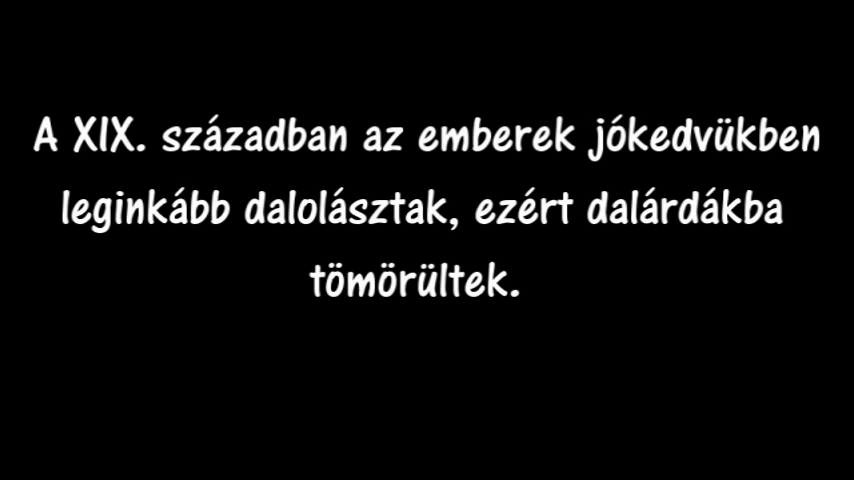 A XIX. században az emberek jókedvükben
leginkább dalolásztak, ezért dalárdákba
tömörültek.